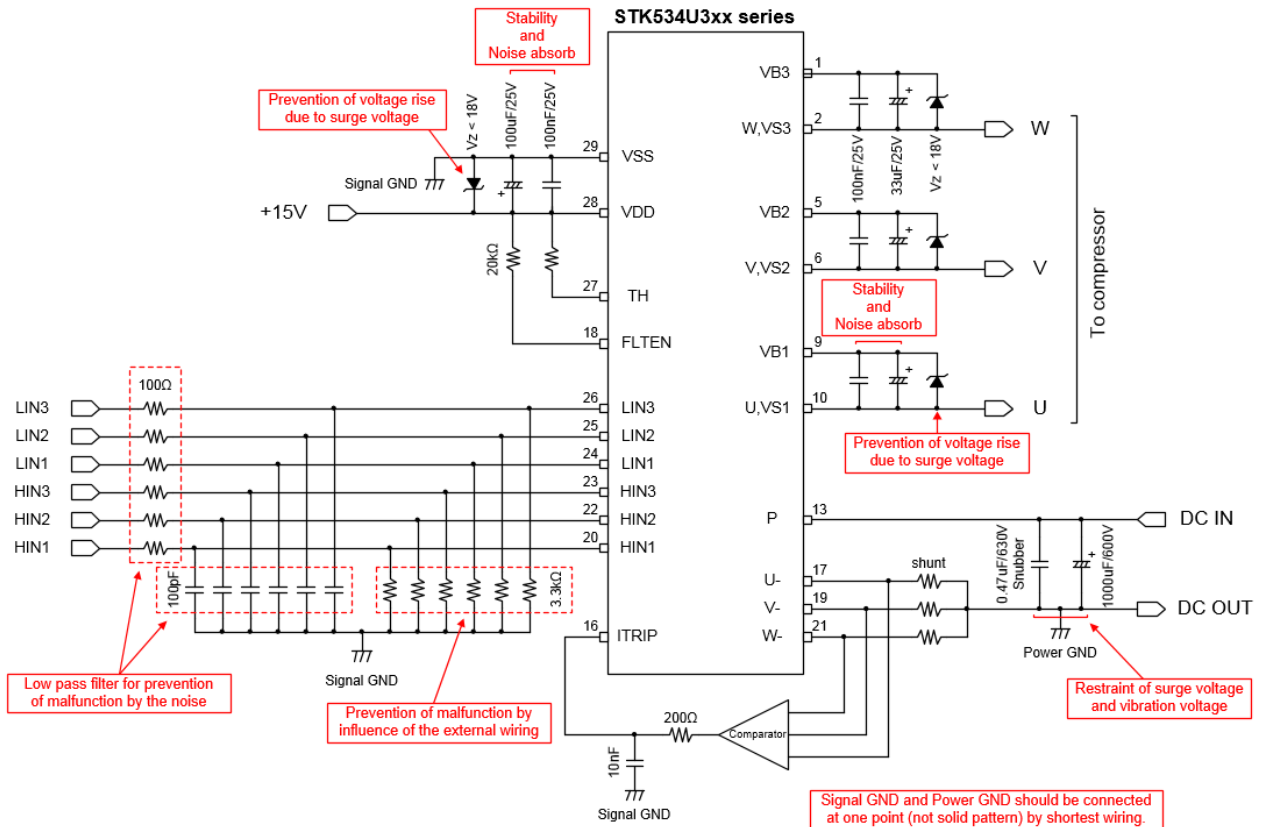 STK534U3xx series
Stability
and
Noise absorb
Prevention of voltage rise
due to surge voltage
Vz < 18V
100uF/25V
100nF/25V
Signal GND
+15V
20kΩ
29
VSS
28
VDD
27
TH
18
FLTEN
LIN3
LIN2
LIN1
HIN3
HIN2
HIN1
100Ω
26
LIN3
25
LIN2
24
LIN1
23
HIN3
22
HIN2
20
HIN1
100pF
3.3kΩ
Signal GND
16
ITRIP
Low pass filter for prevention
of malfunction by the noise
Prevention of malfunction by
influence of the external wiring
10nF
200Ω
Comparator
Signal GND
VB3
1
W,VS3
2
W
100nF/25V
33uF/25V
Vz < 18V
VB2
5
V,VS2
6
V
Stability
and
Noise absorb
VB1
9
U,VS1
10
U
To compressor
Prevention of voltage rise
due to surge voltage
P
13
DC IN
U-
17
V-
19
W-
21
shunt
0.47uF/630V
Snubber
1000uF/600V
DC OUT
Power GND
Restraint of surge voltage
and vibration voltage
Signal GND and Power GND should be connected
at one point (not solid pattern) by shortest wiring.